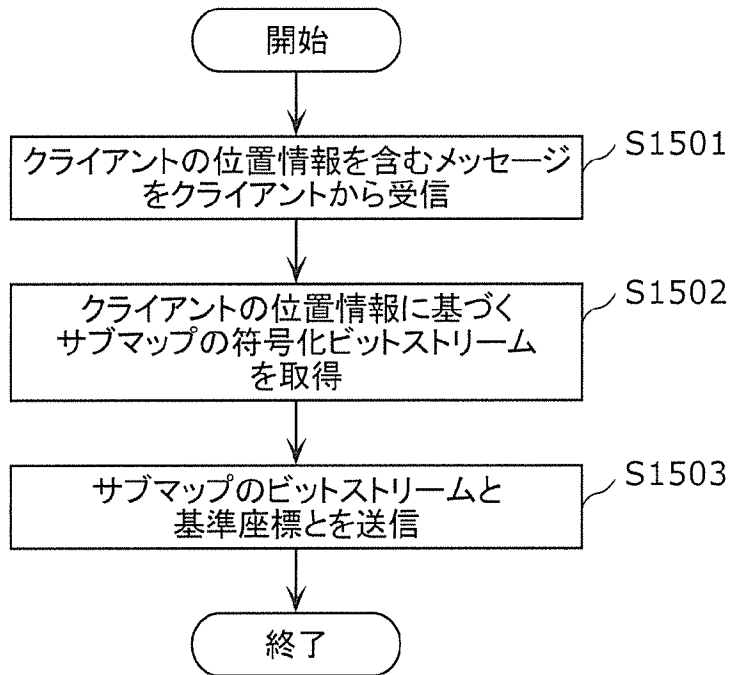 開始
クライアントの位置情報を含むメッセージ
をクライアントから受信
S1501
クライアントの位置情報に基づく
サブマップの符号化ビットストリーム
を取得
S1502
サブマップのビットストリームと
基準座標とを送信
S1503
終了